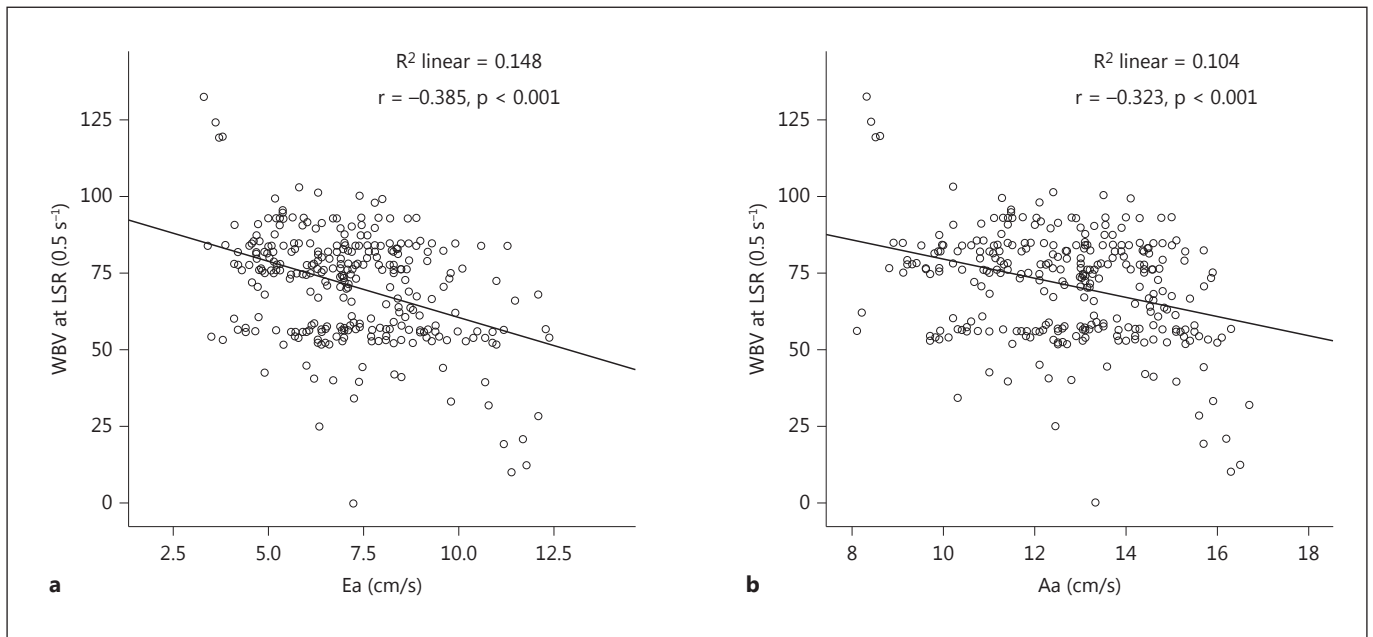 R² linear = 0.148
r = –0.385, p < 0.001
WBV at LSR (0.5 s⁻¹)
125
100
75
50
25
0
2.5 5.0 7.5 10.0 12.5
a
Ea (cm/s)
R² linear = 0.104
r = –0.323, p < 0.001
WBV at LSR (0.5 s⁻¹)
125
100
75
50
25
0
8 10 12 14 16 18
b
Aa (cm/s)